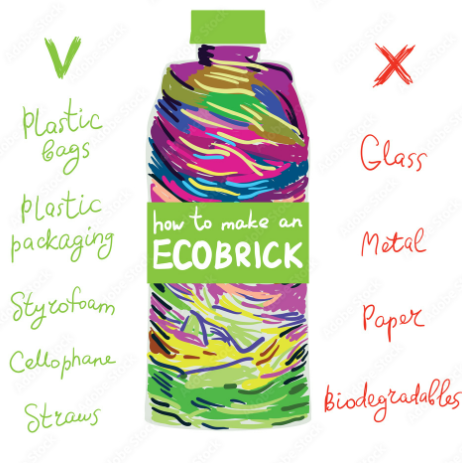 Plastic
bags
Plastic
packaging
Styrofoam
Cellophane
Straws
how to make an
ECOBRICK
Glass
Metal
Paper
Biodegradables